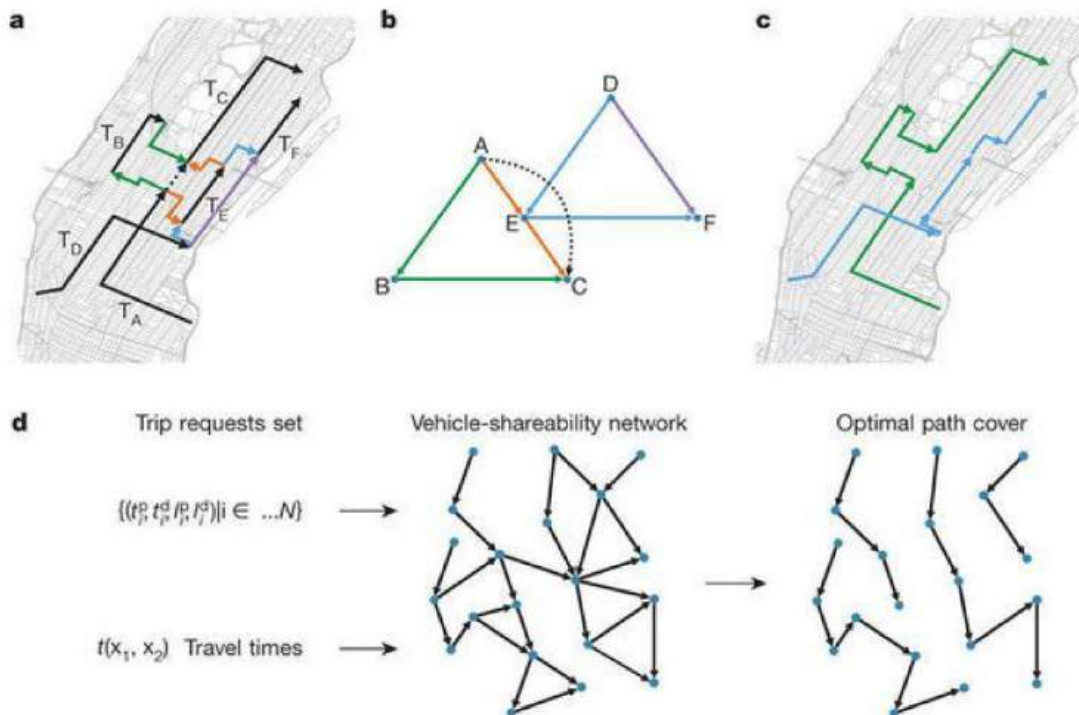 a
b
c
T_C
T_B
T_F
T_E
T_D
T_A
D
A
E
F
B
C
d
Trip requests set
Vehicle-shareability network
Optimal path cover
{(t_i^p, t_i^d, l_i^p, l_i^d)|i ∈ ...N}
t(x_1, x_2) Travel times